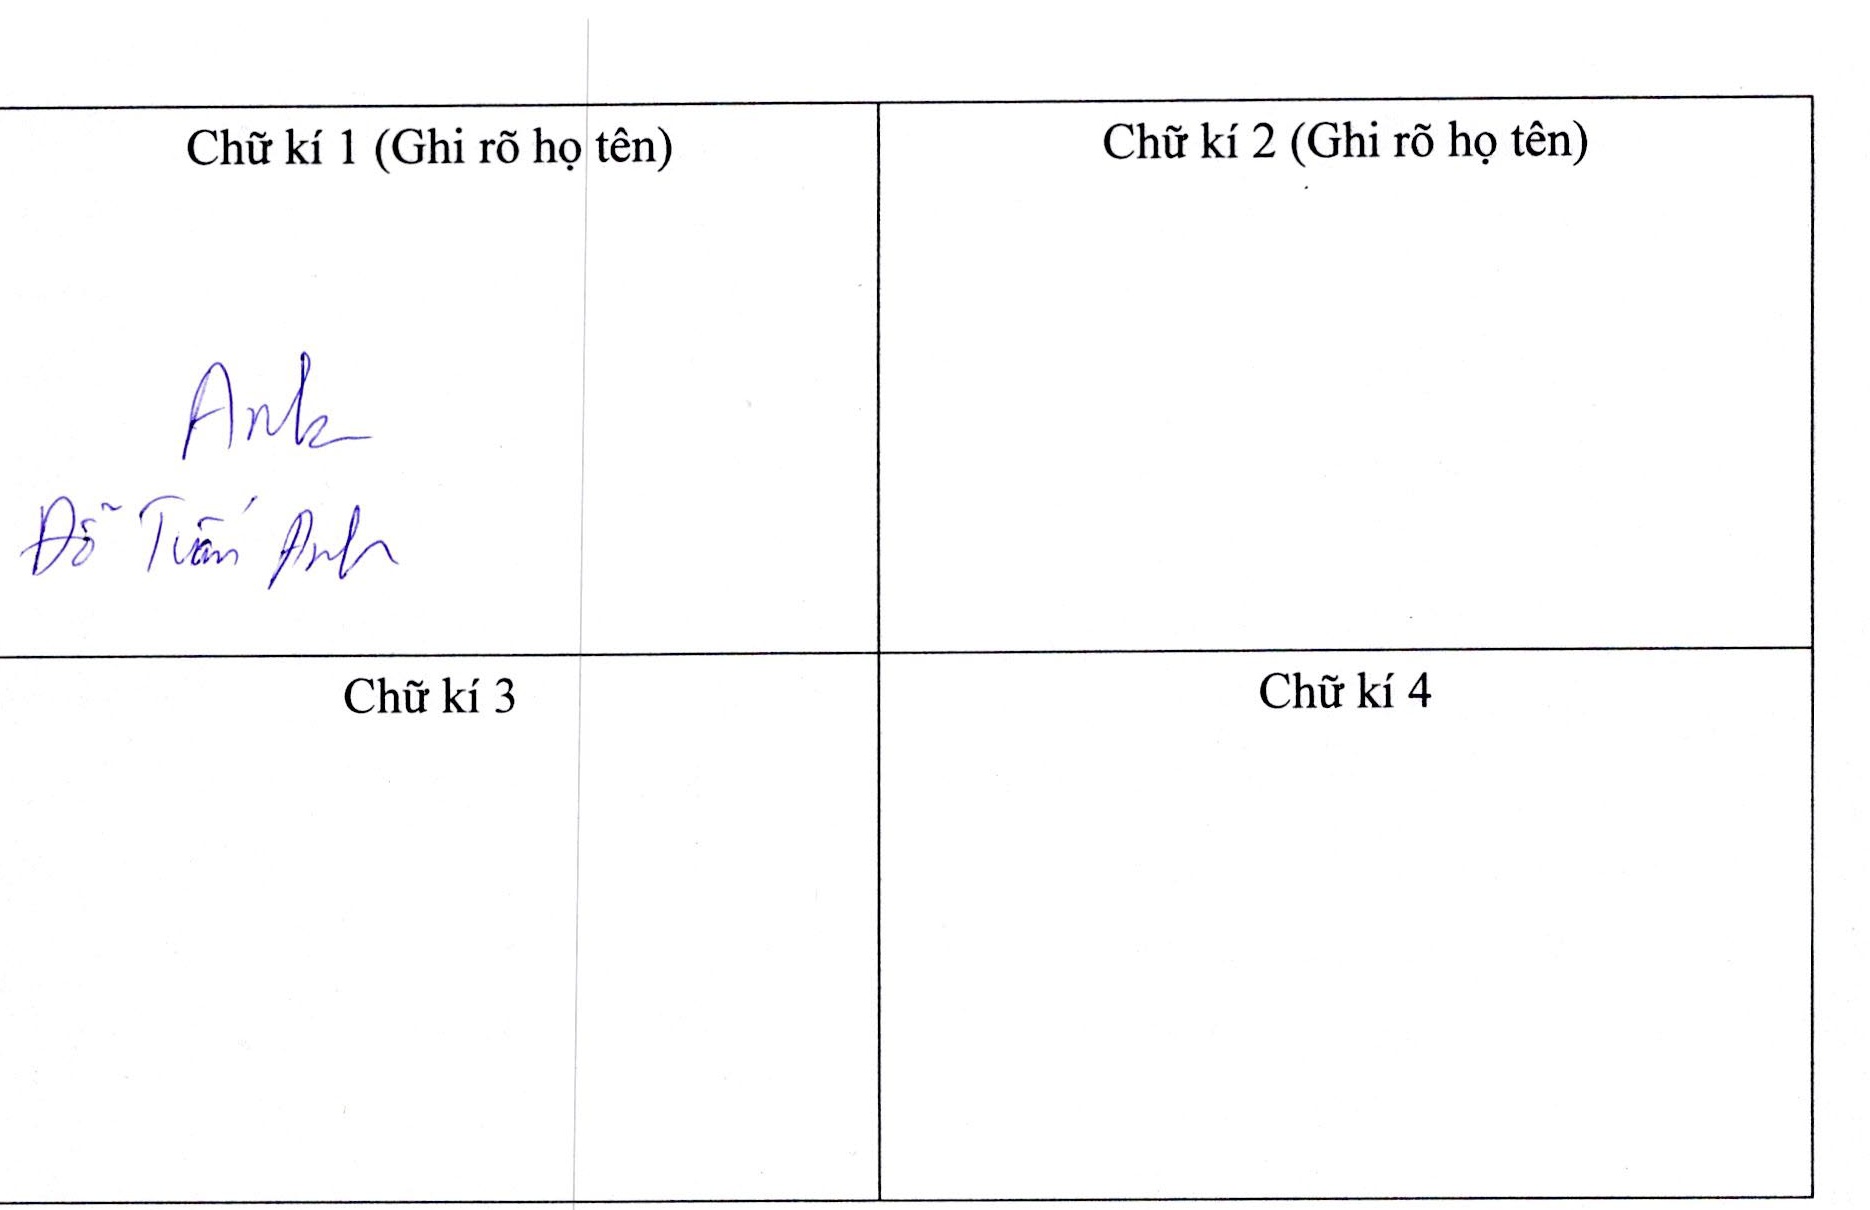 Chữ kí 1 (Ghi rõ họ tên)
Chữ kí 2 (Ghi rõ họ tên)
Anh
Đỗ Tuấn Anh
Chữ kí 3
Chữ kí 4